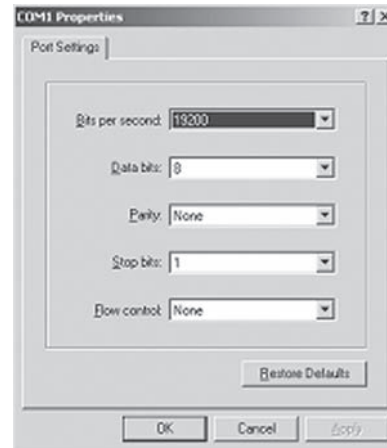 COM1 Properties
Port Settings
Bits per second: 19200
Data bits: 8
Parity: None
Stop bits: 1
Flow control: None
Restore Defaults
OK Cancel Apply